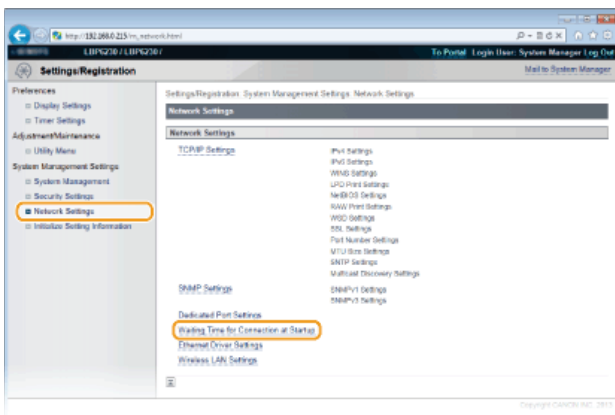 http://192.168.0.215/m_network.html
LBP6230 / LBP6230 /
To Portal Login User: System Manager Log Out
Settings/Registration
Mail to System Manager
Preferences
Display Settings
Timer Settings
Adjustment/Maintenance
Utility Menu
System Management Settings
System Management
Security Settings
Network Settings
Initialize Setting Information
Settings/Registration: System Management Settings: Network Settings
Network Settings
Network Settings
TCP/IP Settings
IPv4 Settings
IPv6 Settings
WINS Settings
LPD Print Settings
NetBIOS Settings
RAW Print Settings
WSD Settings
SSL Settings
Port Number Settings
MTU Size Settings
SNTP Settings
Multicast Discovery Settings
SNMP Settings
SNMPv1 Settings
SNMPv3 Settings
Dedicated Port Settings
Waiting Time for Connection at Startup
Ethernet Driver Settings
Wireless LAN Settings
Copyright CANON INC. 2013